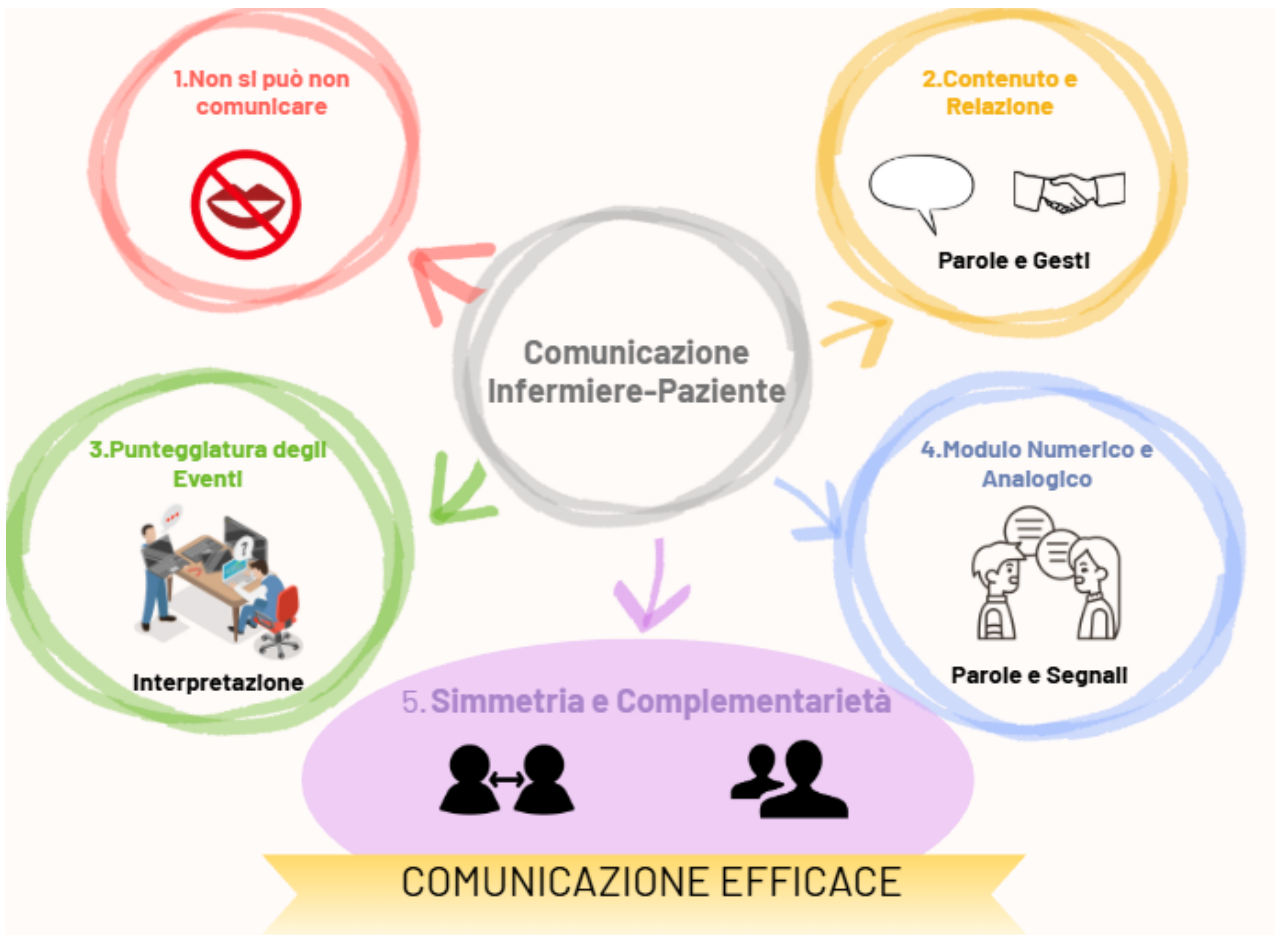 1.Non si può non
comunicare
2.Contenuto e
Relazione
Parole e Gesti
Comunicazione
Infermiere-Paziente
3.Punteggiatura degli
Eventi
Interpretazione
4.Modulo Numerico e
Analogico
Parole e Segnali
5. Simmetria e Complementarietà
COMUNICAZIONE EFFICACE